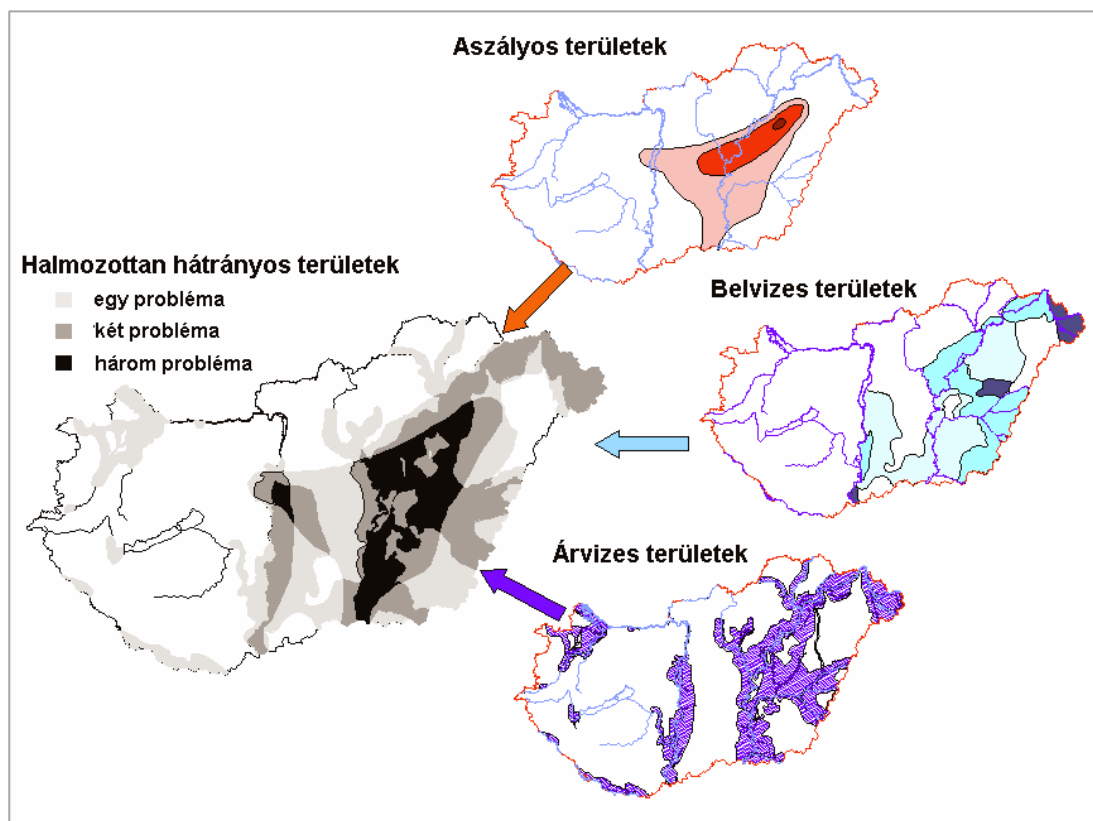 Aszályos területek
Halmozottan hátrányos területek
egy probléma
két probléma
három probléma
Belvizes területek
Árvizes területek